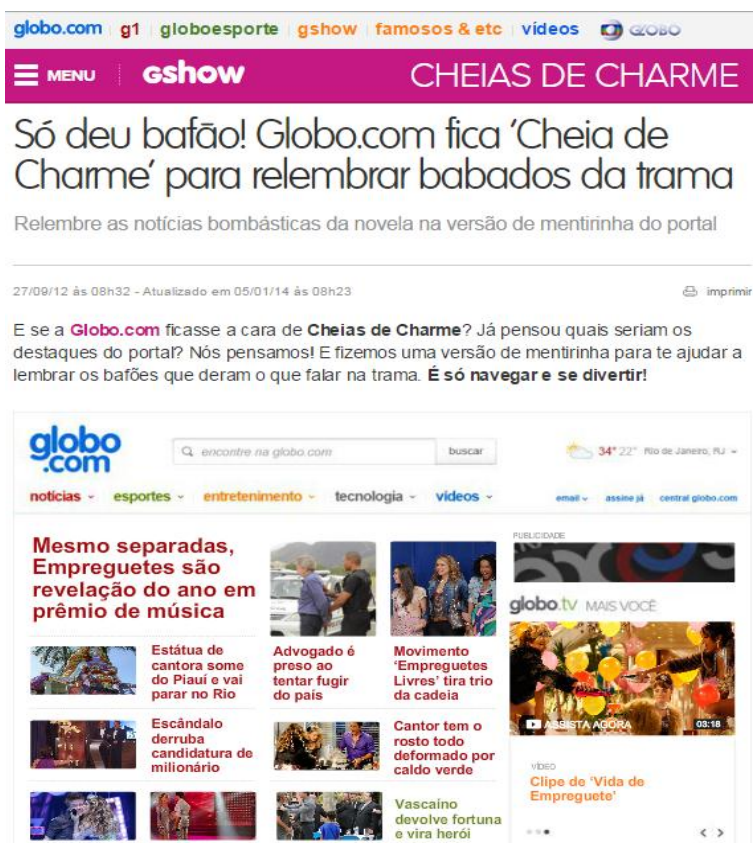 globo.com g1 globoesporte gshow famosos & etc vídeos GLOBO
MENU Gshow CHEIAS DE CHARME
Só deu bafão! Globo.com fica 'Cheia de
Charme' para relembrar babados da trama
Relembre as notícias bombásticas da novela na versão de mentirinha do portal
27/09/12 às 08h32 - Atualizado em 05/01/14 às 08h23
imprimir
E se a Globo.com ficasse a cara de Cheias de Charme? Já pensou quais seriam os
destaques do portal? Nós pensamos! E fizemos uma versão de mentirinha para te ajudar a
lembrar os bafões que deram o que falar na trama. É só navegar e se divertir!
globo
.com
encontre na globo.com
buscar
34° 22° Rio de Janeiro, RJ
notícias esportes entretenimento tecnologia vídeos
email assine já central globo.com
Mesmo separadas,
Empreguetes são
revelação do ano em
prêmio de música
Estátua de
cantora some
do Piauí e vai
parar no Rio
Advogado é
preso ao
tentar fugir
do país
Movimento
'Empreguetes
Livres' tira trio
da cadeia
Escândalo
derruba
candidatura de
milionário
Cantor tem o
rosto todo
deformado por
caldo verde
Vascaíno
devolve fortuna
e vira herói
PUBLICIDADE
globo.tv MAIS VOCÊ
ASSISTA AGORA
03:18
VÍDEO
Clipe de 'Vida de
Empreguete'